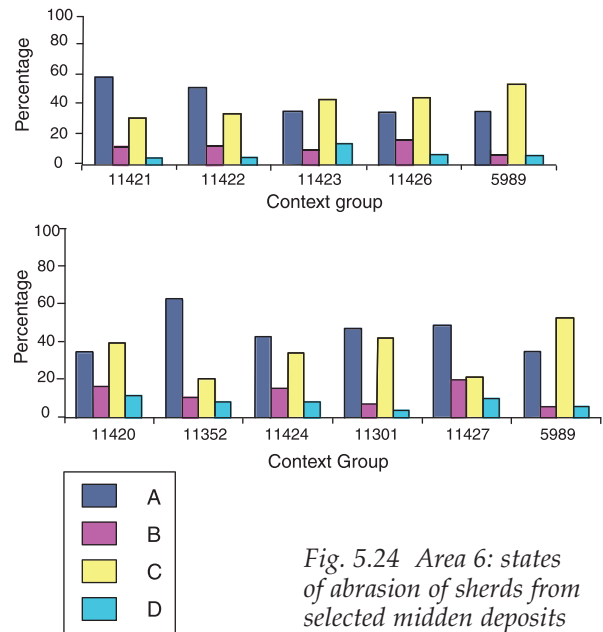 100
80
60
40
20
0
Percentage
11421 11422 11423 11426 5989
Context group
100
80
60
40
20
0
Percentage
11420 11352 11424 11301 11427 5989
Context Group
A
B
C
D
Fig. 5.24 Area 6: states
of abrasion of sherds from
selected midden deposits